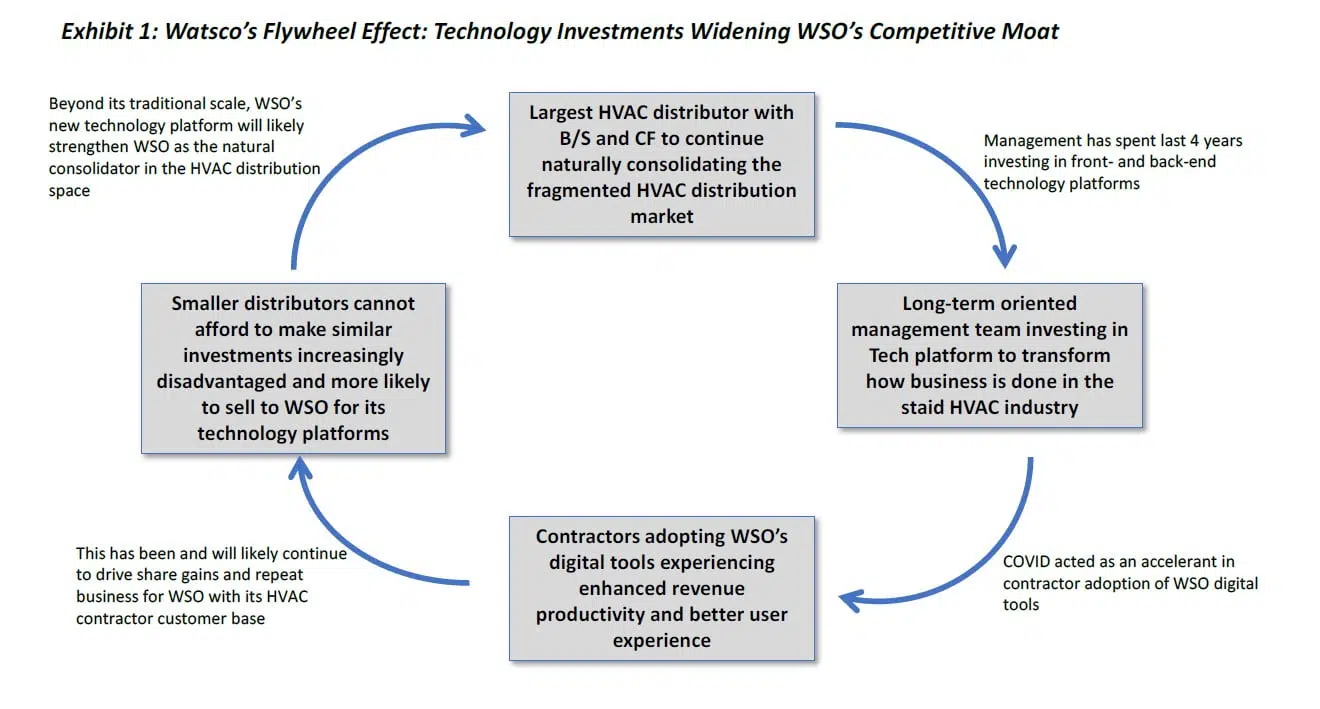 Exhibit 1: Watsco’s Flywheel Effect: Technology Investments Widening WSO’s Competitive Moat
Beyond its traditional scale, WSO’s
new technology platform will likely
strengthen WSO as the natural
consolidator in the HVAC distribution
space
Largest HVAC distributor with
B/S and CF to continue
naturally consolidating the
fragmented HVAC distribution
market
Management has spent last 4 years
investing in front- and back-end
technology platforms
Smaller distributors cannot
afford to make similar
investments increasingly
disadvantaged and more likely
to sell to WSO for its
technology platforms
Long-term oriented
management team investing in
Tech platform to transform
how business is done in the
staid HVAC industry
This has been and will likely continue
to drive share gains and repeat
business for WSO with its HVAC
contractor customer base
Contractors adopting WSO’s
digital tools experiencing
enhanced revenue
productivity and better user
experience
COVID acted as an accelerant in
contractor adoption of WSO digital
tools